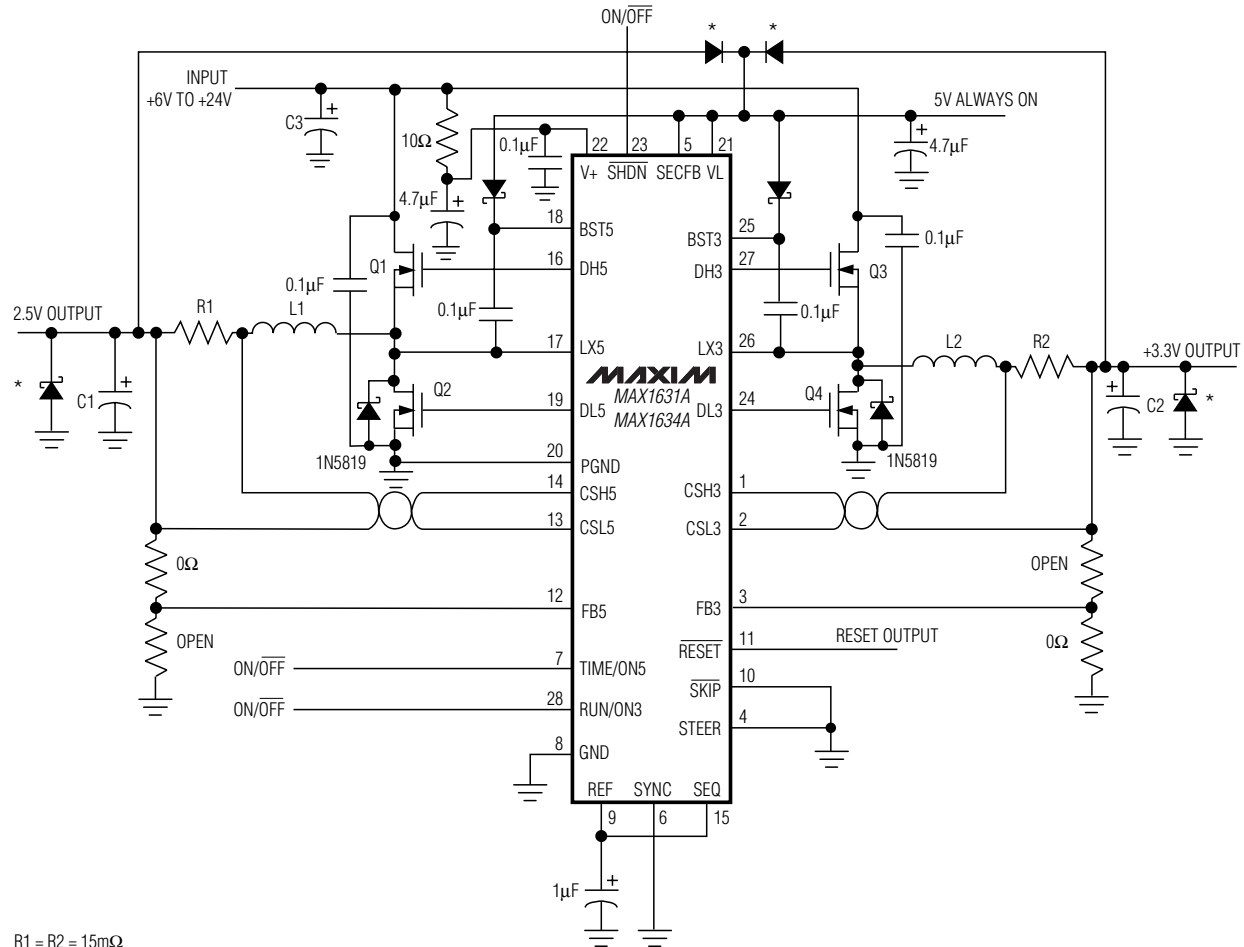 ON/OFF
*
*
INPUT
+6V TO +24V
C3
10Ω
0.1μF
4.7μF
5V ALWAYS ON
4.7μF
22
23
5
21
V+
SHDN
SECFB
VL
18
BST5
BST3
25
16
DH5
DH3
27
Q1
Q3
0.1μF
0.1μF
0.1μF
0.1μF
2.5V OUTPUT
R1
L1
17
LX5
LX3
26
L2
R2
+3.3V OUTPUT
MAXIM
MAX1631A
MAX1634A
*
C1
Q2
19
DL5
DL3
24
Q4
C2
*
1N5819
1N5819
20
PGND
14
CSH5
CSH3
1
13
CSL5
CSL3
2
0Ω
OPEN
12
FB5
FB3
3
OPEN
0Ω
RESET
11
RESET OUTPUT
ON/OFF
7
TIME/ON5
SKIP
10
ON/OFF
28
RUN/ON3
STEER
4
8
GND
REF
SYNC
SEQ
9
6
15
1μF
R1 = R2 = 15mΩ